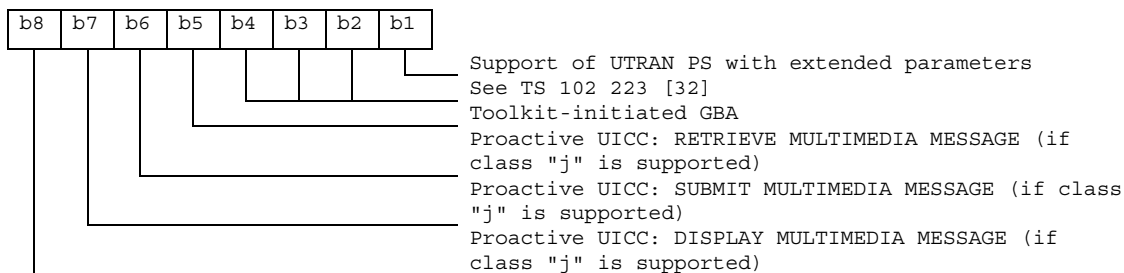 b8 b7 b6 b5 b4 b3 b2 b1
Support of UTRAN PS with extended parameters
See TS 102 223 [32]
Toolkit-initiated GBA
Proactive UICC: RETRIEVE MULTIMEDIA MESSAGE (if
class "j" is supported)
Proactive UICC: SUBMIT MULTIMEDIA MESSAGE (if class
"j" is supported)
Proactive UICC: DISPLAY MULTIMEDIA MESSAGE (if
class "j" is supported)